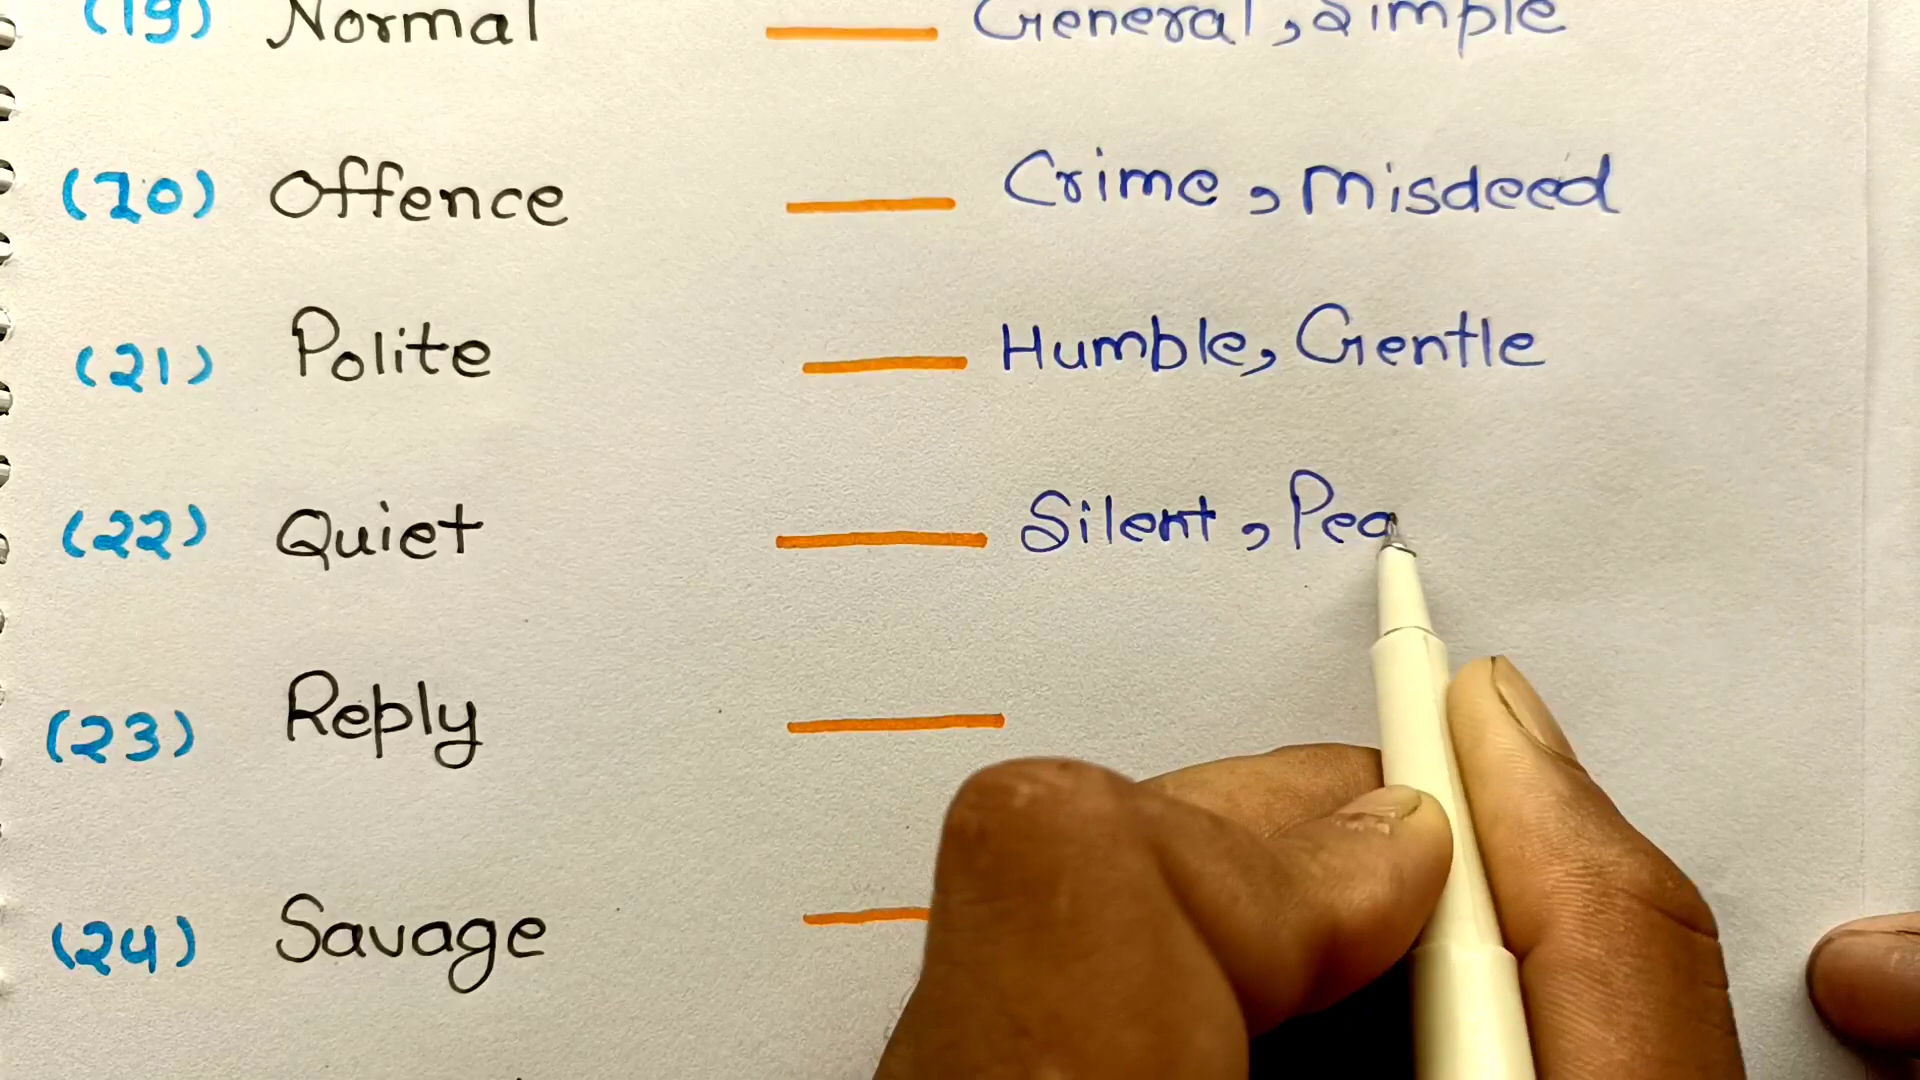 (19) Normal — General, Simple
(20) Offence — Crime, Misdeed
(21) Polite — Humble, Gentle
(22) Quiet — Silent, Pea
(23) Reply —
(24) Savage —